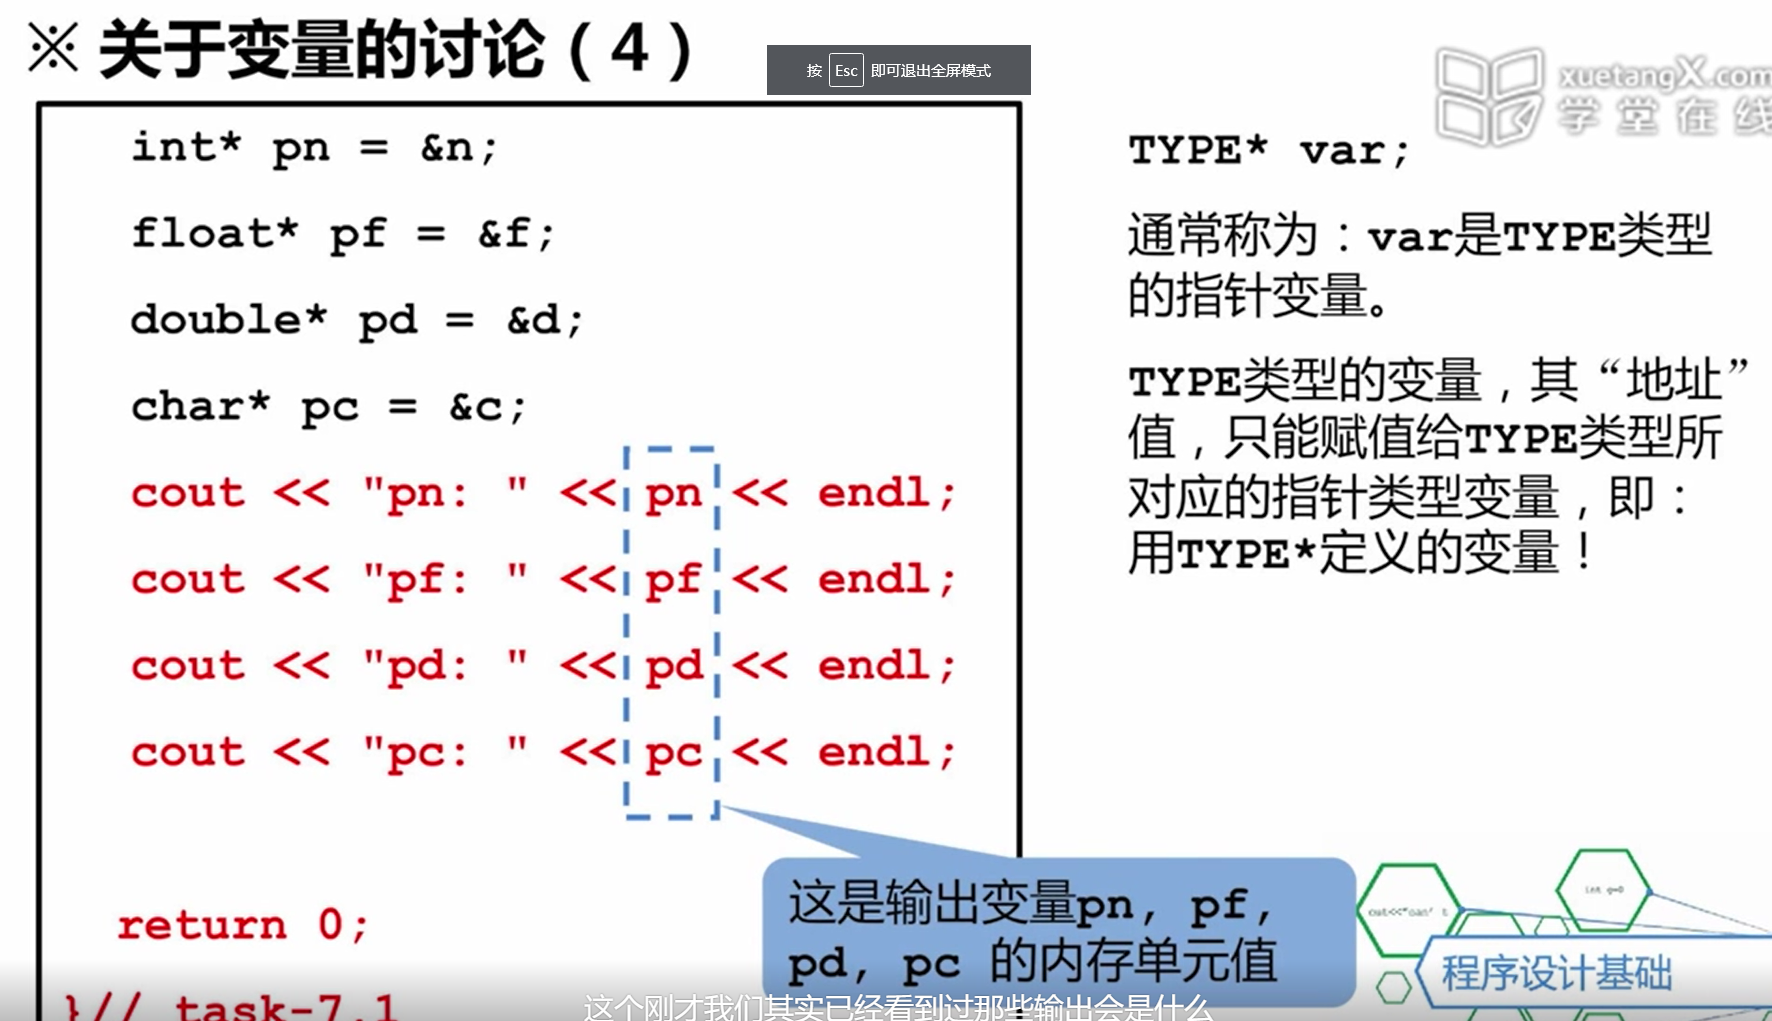 ※ 关于变量的讨论（4）
按 Esc 即可退出全屏模式
xuetangX.com
学堂在线
int* pn = &n;
float* pf = &f;
double* pd = &d;
char* pc = &c;
cout << "pn: " << pn << endl;
cout << "pf: " << pf << endl;
cout << "pd: " << pd << endl;
cout << "pc: " << pc << endl;
return 0;
}// task-7.1
TYPE* var;
通常称为：var是TYPE类型
的指针变量。
TYPE类型的变量，其“地址”
值，只能赋值给TYPE类型所
对应的指针类型变量，即：
用TYPE*定义的变量！
这是输出变量pn, pf,
pd, pc 的内存单元值
int g=0
程序设计基础
这个刚才我们其实已经看到过那些输出会是什么